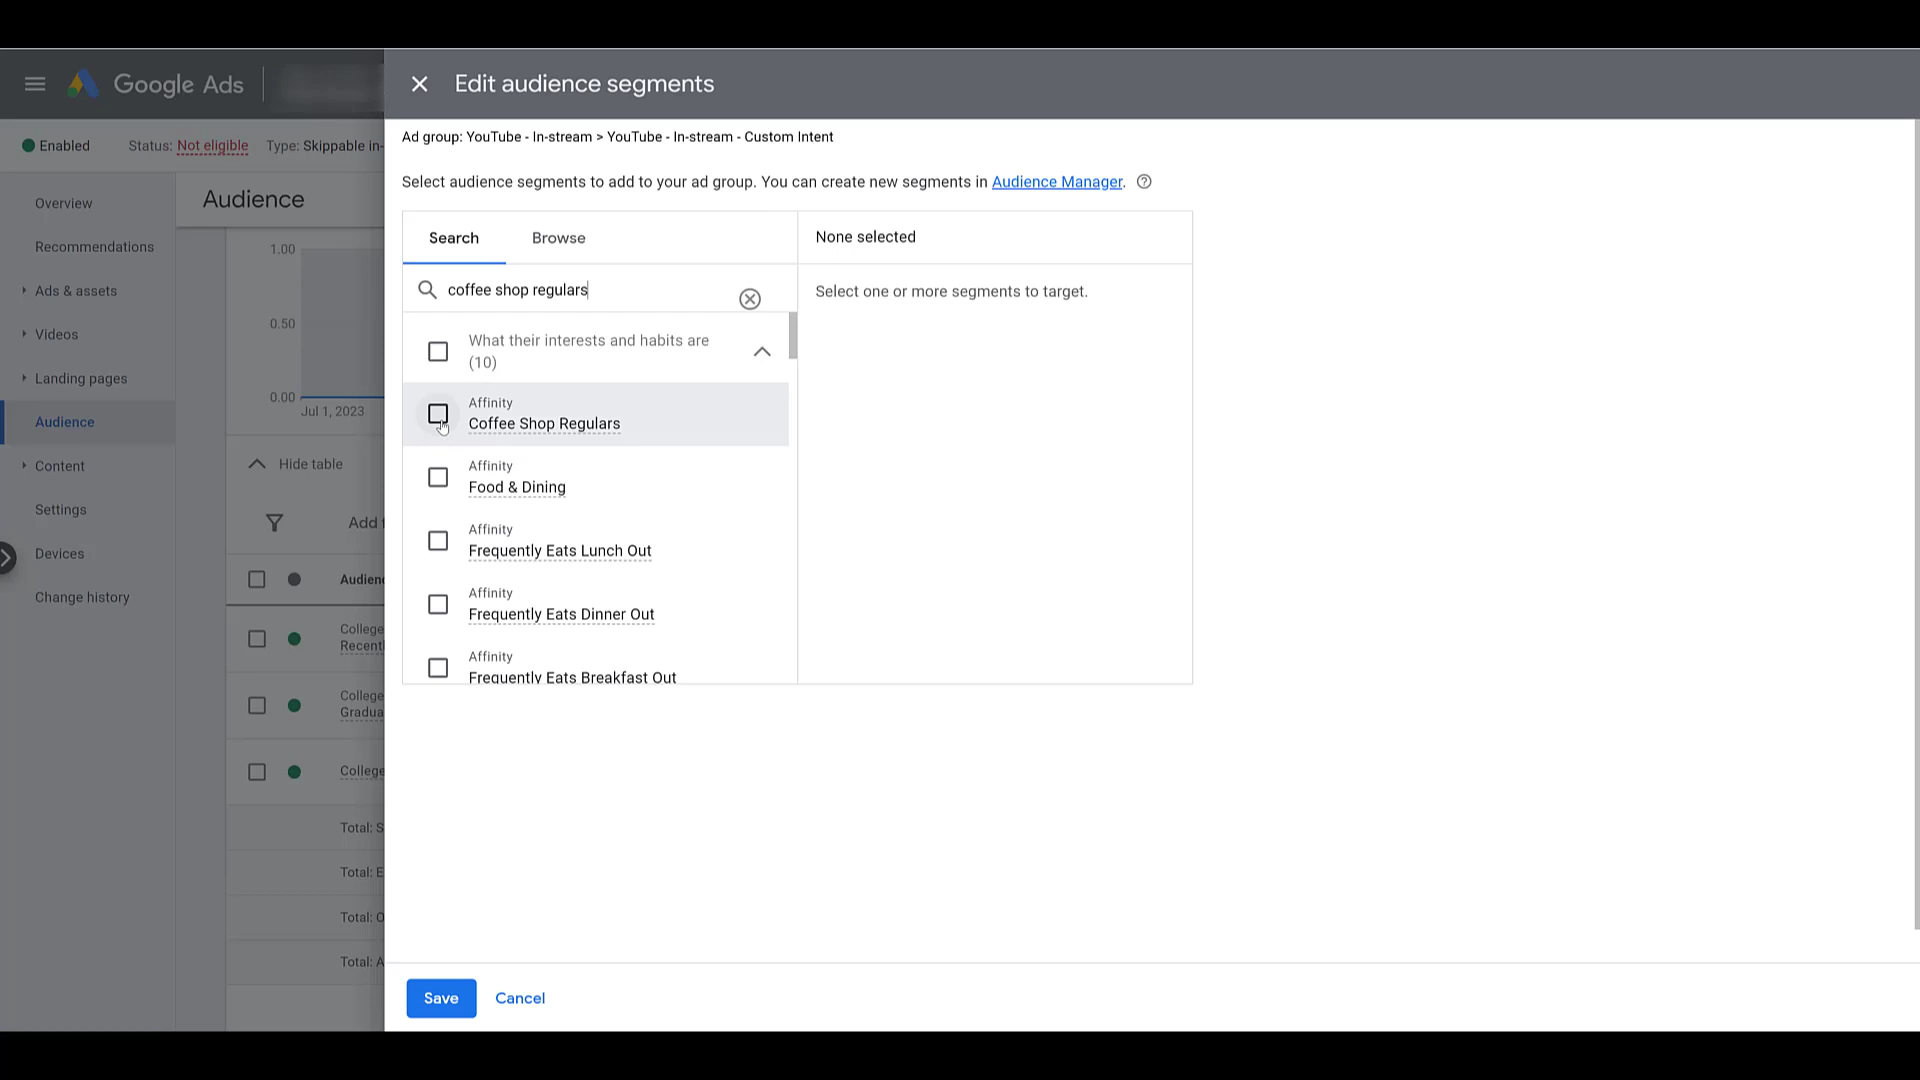 Google Ads
Edit audience segments
Enabled
Status: Not eligible
Type: Skippable in-
Ad group: YouTube - In-stream > YouTube - In-stream - Custom Intent
Select audience segments to add to your ad group. You can create new segments in Audience Manager.
Overview
Recommendations
Ads & assets
Videos
Landing pages
Audience
Content
Settings
Devices
Change history
Audience
1.00
0.50
0.00
Jul 1, 2023
Hide table
Add f
Audienc
College
Recentl
College
Gradua
College
Total: S
Total: E
Total: O
Total: A
Search
Browse
None selected
coffee shop regulars
Select one or more segments to target.
What their interests and habits are
(10)
Affinity
Coffee Shop Regulars
Affinity
Food & Dining
Affinity
Frequently Eats Lunch Out
Affinity
Frequently Eats Dinner Out
Affinity
Frequently Eats Breakfast Out
Save
Cancel